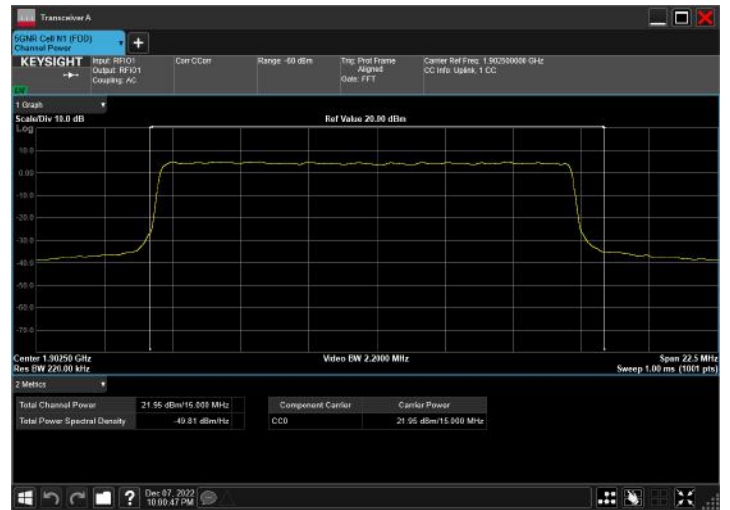 Transceiver A
5GNR Cell N1 (FDD)
Channel Power
KEYSIGHT
Input: RFIO1
Output: RFIO1
Coupling: AC
Corr CCorr
Range -60 dBm
Trig: Prot Frame
Aligned
Gate: FFT
Carrier Ref Freq: 1.902500000 GHz
CC Info: Uplink, 1 CC
1 Graph
Scale/Div 10.0 dB
Ref Value 20.00 dBm
Log
10.0
0.00
-10.0
-20.0
-30.0
-40.0
-50.0
-60.0
-70.0
Center 1.90250 GHz
Video BW 2.2000 MHz
Span 22.5 MHz
Res BW 220.00 kHz
Sweep 1.00 ms (1001 pts)
2 Metrics
Total Channel Power
21.95 dBm/15.000 MHz
Total Power Spectral Density
-49.81 dBm/Hz
Component Carrier
Carrier Power
CC0
21.95 dBm/15.000 MHz
?
Dec 07, 2022
10:00:47 PM